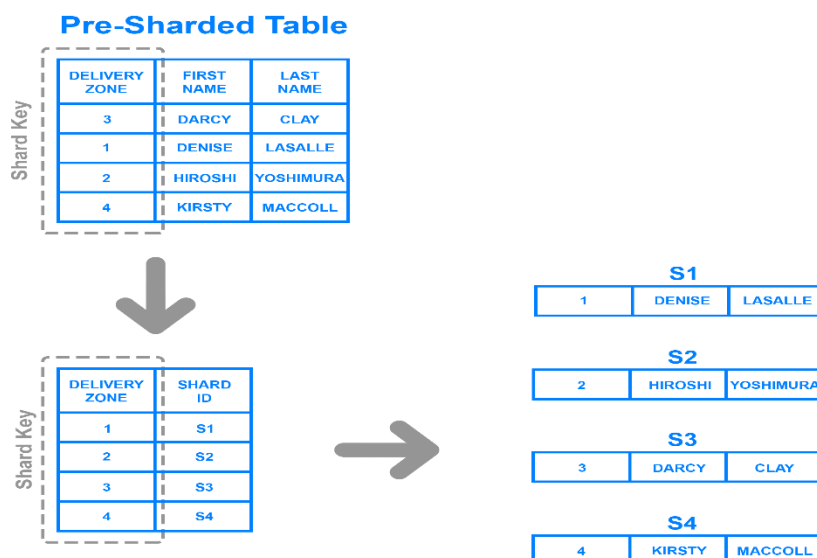 Pre-Sharded Table
Shard Key
DELIVERY ZONE FIRST NAME LAST NAME
3 DARCY CLAY
1 DENISE LASALLE
2 HIROSHI YOSHIMURA
4 KIRSTY MACCOLL
Shard Key
DELIVERY ZONE SHARD ID
1 S1
2 S2
3 S3
4 S4
S1
1 DENISE LASALLE
S2
2 HIROSHI YOSHIMURA
S3
3 DARCY CLAY
S4
4 KIRSTY MACCOLL